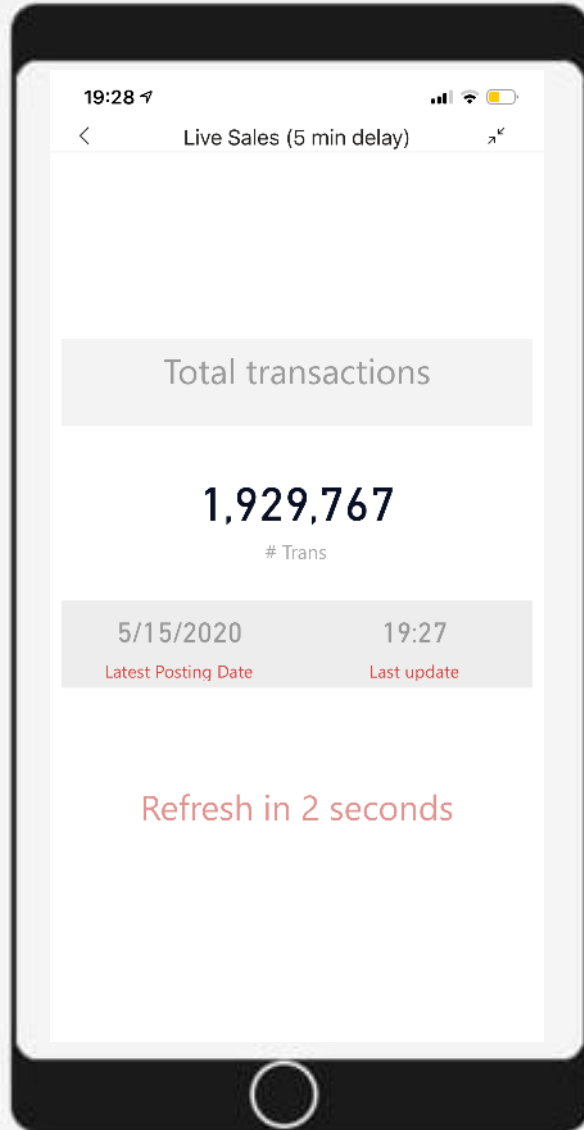 19:28
Live Sales (5 min delay)
Total transactions
1,929,767
# Trans
5/15/2020 19:27
Latest Posting Date Last update
Refresh in 2 seconds